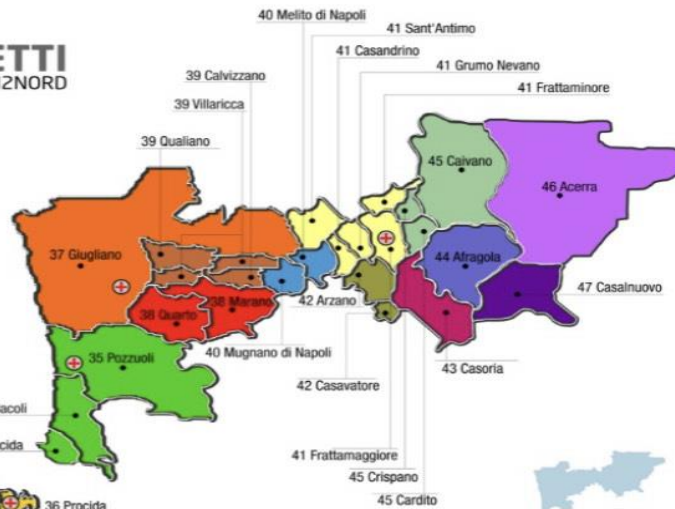 ETTI
2NORD
40 Melito di Napoli
41 Sant'Antimo
41 Casandrino
41 Grumo Nevano
39 Calvizzano
41 Frattaminore
39 Villaricca
39 Qualiano
45 Caivano
46 Acerra
37 Giugliano
44 Afragola
47 Casalnuovo
38 Quarto
38 Marano
42 Arzano
35 Pozzuoli
40 Mugnano di Napoli
43 Casoria
42 Casavatore
acoli
cida
41 Frattamaggiore
45 Crispano
45 Cardito
36 Procida